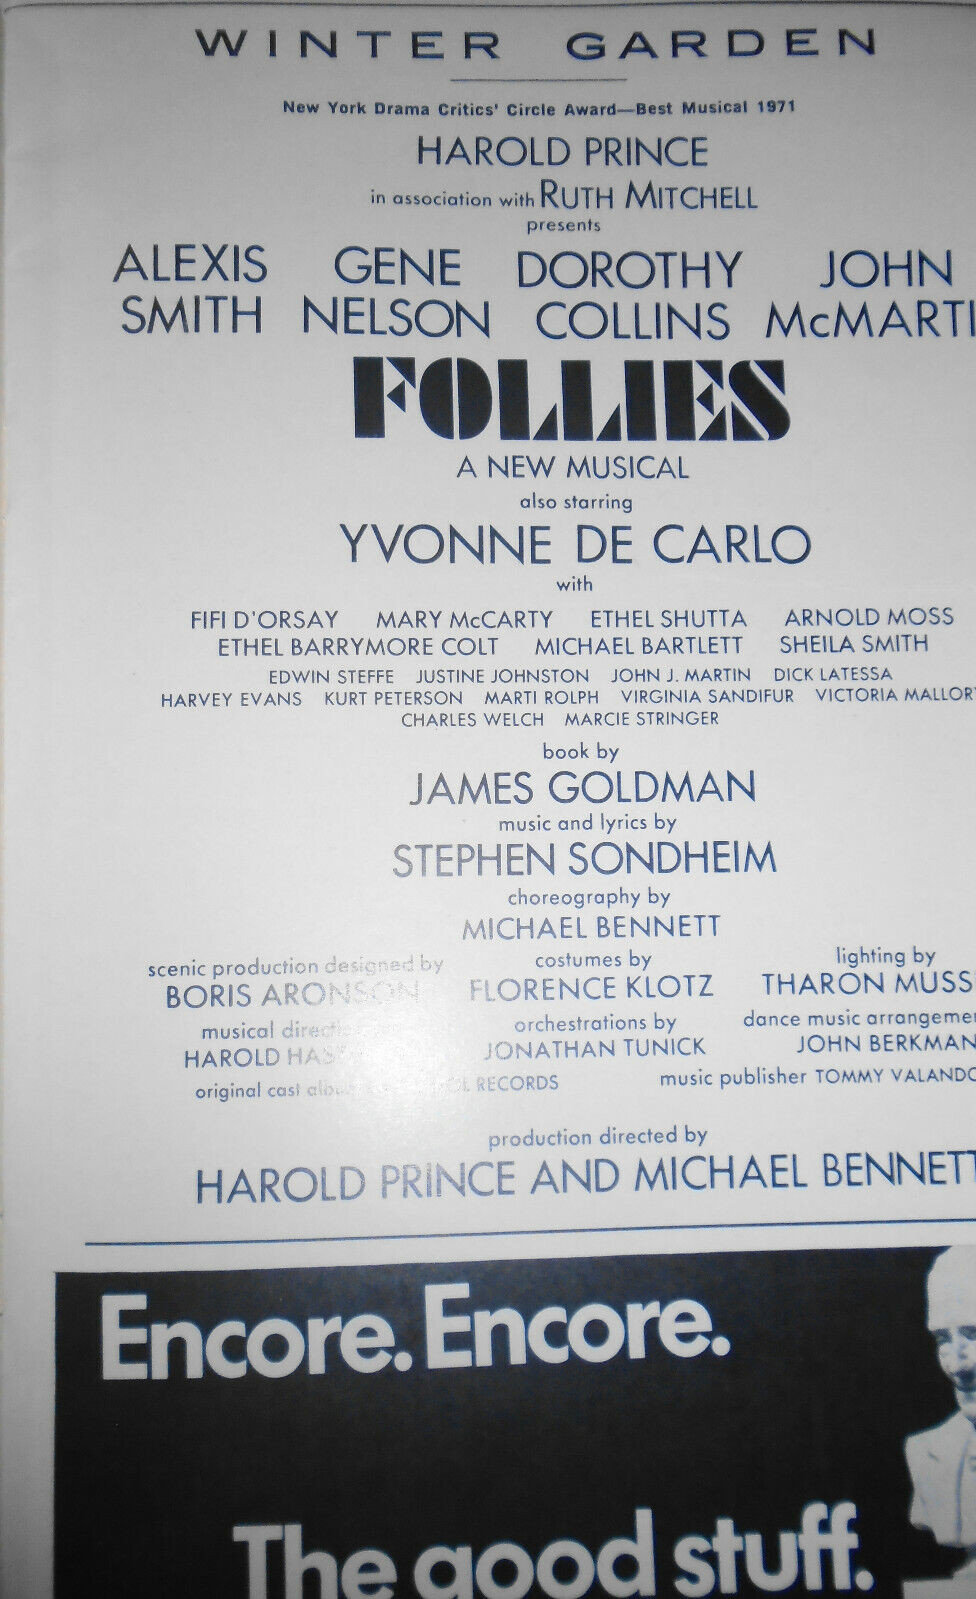 WINTER GARDEN
New York Drama Critics' Circle Award—Best Musical 1971
HAROLD PRINCE
in association with RUTH MITCHELL
presents
ALEXIS GENE DOROTHY JOHN
SMITH NELSON COLLINS McMARTI
FOLLIES
A NEW MUSICAL
also starring
YVONNE DE CARLO
with
FIFI D'ORSAY MARY McCARTY ETHEL SHUTTA ARNOLD MOSS
ETHEL BARRYMORE COLT MICHAEL BARTLETT SHEILA SMITH
EDWIN STEFFE JUSTINE JOHNSTON JOHN J. MARTIN DICK LATESSA
HARVEY EVANS KURT PETERSON MARTI ROLPH VIRGINIA SANDIFUR VICTORIA MALLORY
CHARLES WELCH MARCIE STRINGER
book by
JAMES GOLDMAN
music and lyrics by
STEPHEN SONDHEIM
choreography by
MICHAEL BENNETT
scenic production designed by costumes by lighting by
BORIS ARONSON FLORENCE KLOTZ THARON MUSS
musical orchestrations by dance music arrangeme
HAROLD JONATHAN TUNICK JOHN BERKMAN
original cast RECORDS music publisher TOMMY VALANDO
production directed by
HAROLD PRINCE AND MICHAEL BENNETT
Encore. Encore.
The good stuff.